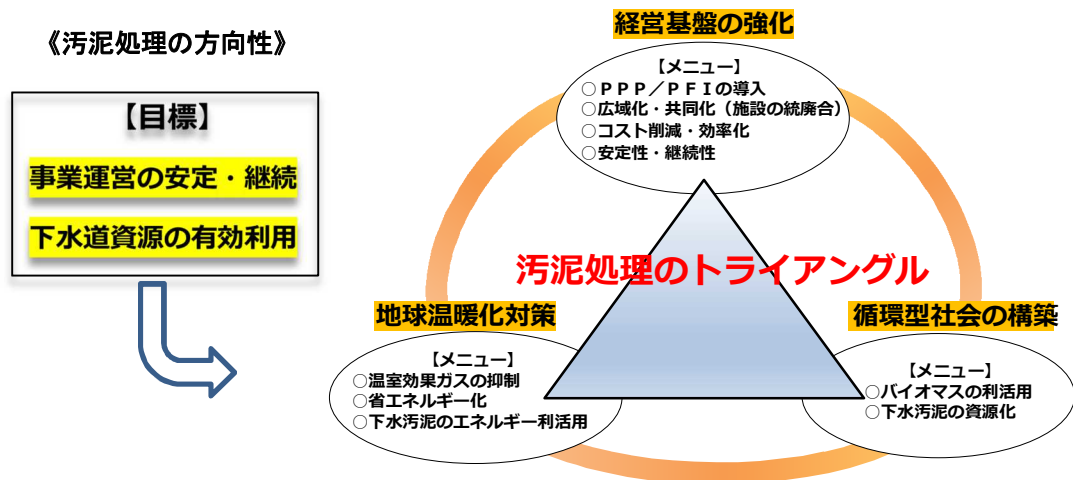 《汚泥処理の方向性》
【目標】
事業運営の安定・継続
下水道資源の有効利用
経営基盤の強化
【メニュー】
○ＰＰＰ／ＰＦＩの導入
○広域化・共同化（施設の統廃合）
○コスト削減・効率化
○安定性・継続性
汚泥処理のトライアングル
地球温暖化対策
【メニュー】
○温室効果ガスの抑制
○省エネルギー化
○下水汚泥のエネルギー利活用
循環型社会の構築
【メニュー】
○バイオマスの利活用
○下水汚泥の資源化